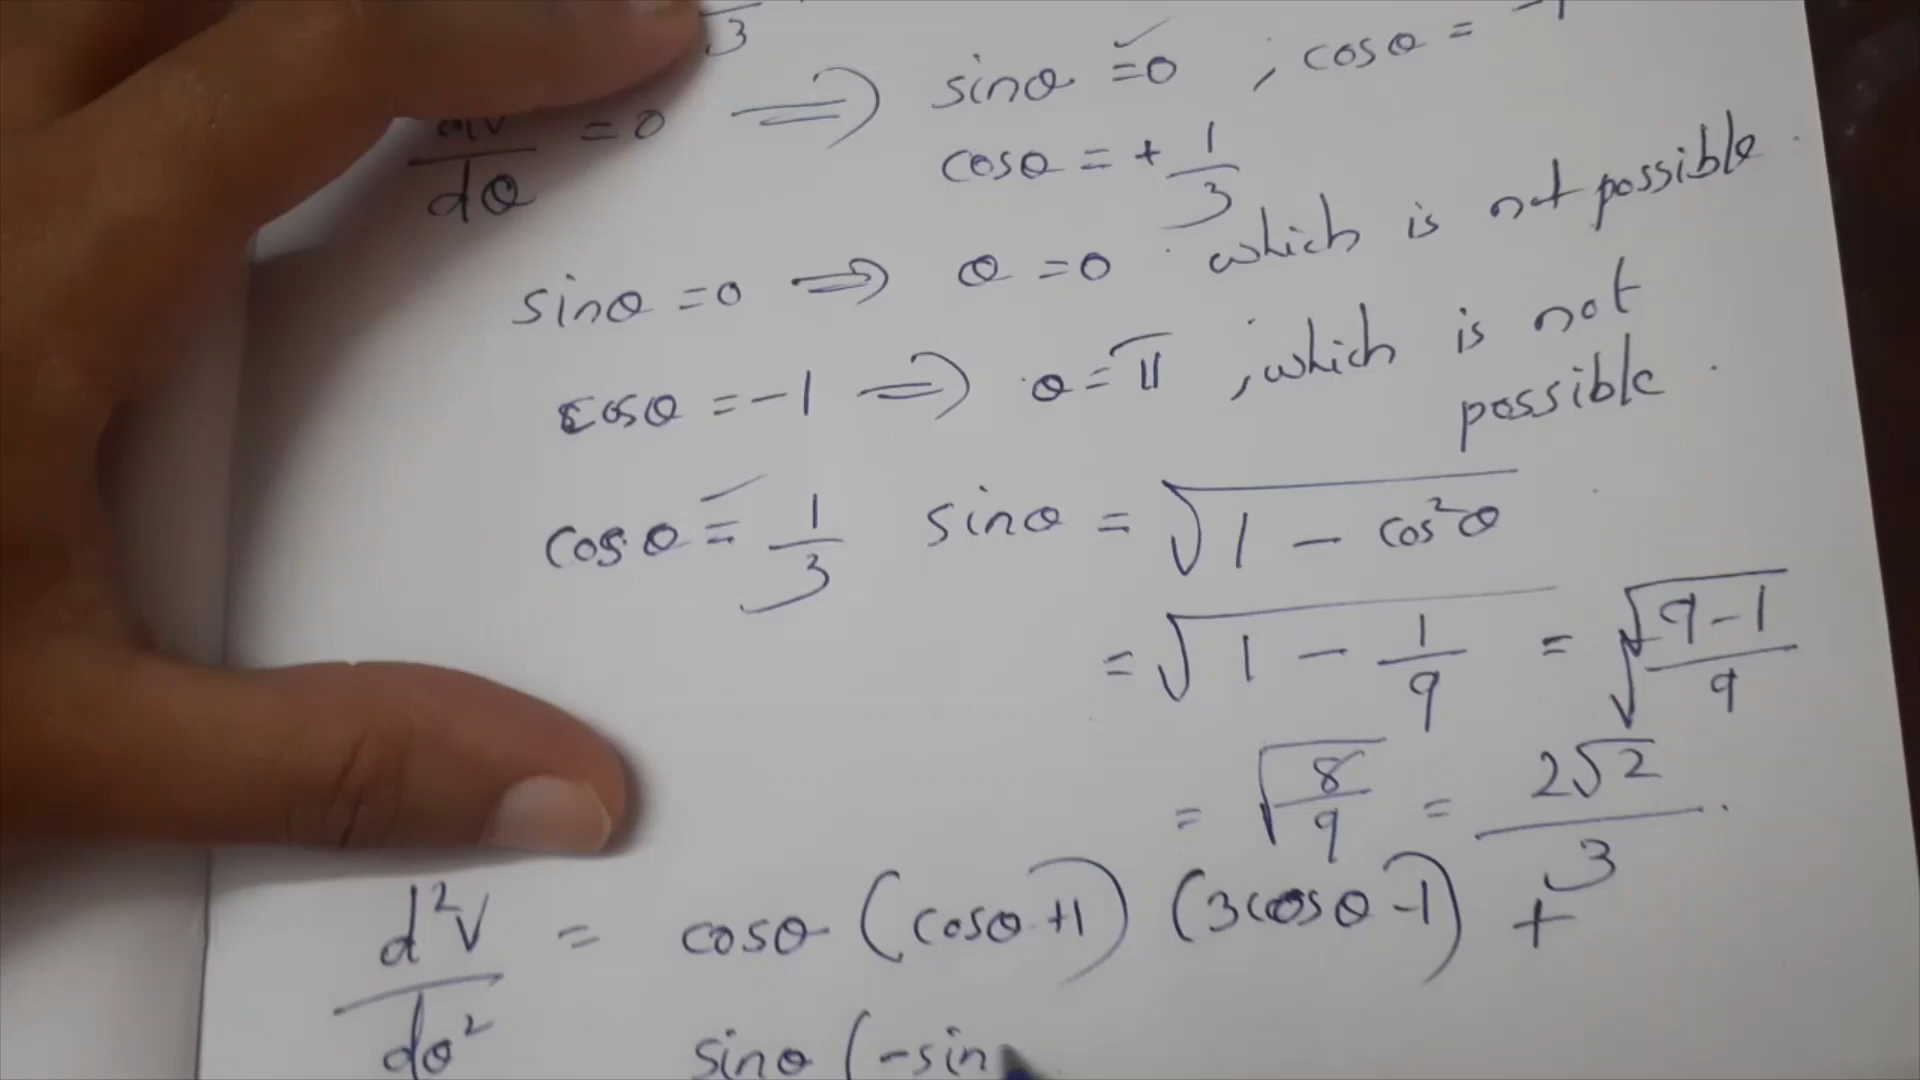 3
dV/dθ = 0 ⟹ sinθ = 0 ; cosθ = -1
cosθ = + 1/3
sinθ = 0 ⟹ θ = 0 which is not possible.
cosθ = -1 ⟹ θ = π , which is not possible.
cosθ = 1/3 sinθ = √(1 - cos²θ)
= √(1 - 1/9) = √((9-1)/9)
= √(8/9) = 2√2/3.
d²V/dθ² = cosθ (cosθ + 1) (3cosθ - 1) +
sinθ (-sin